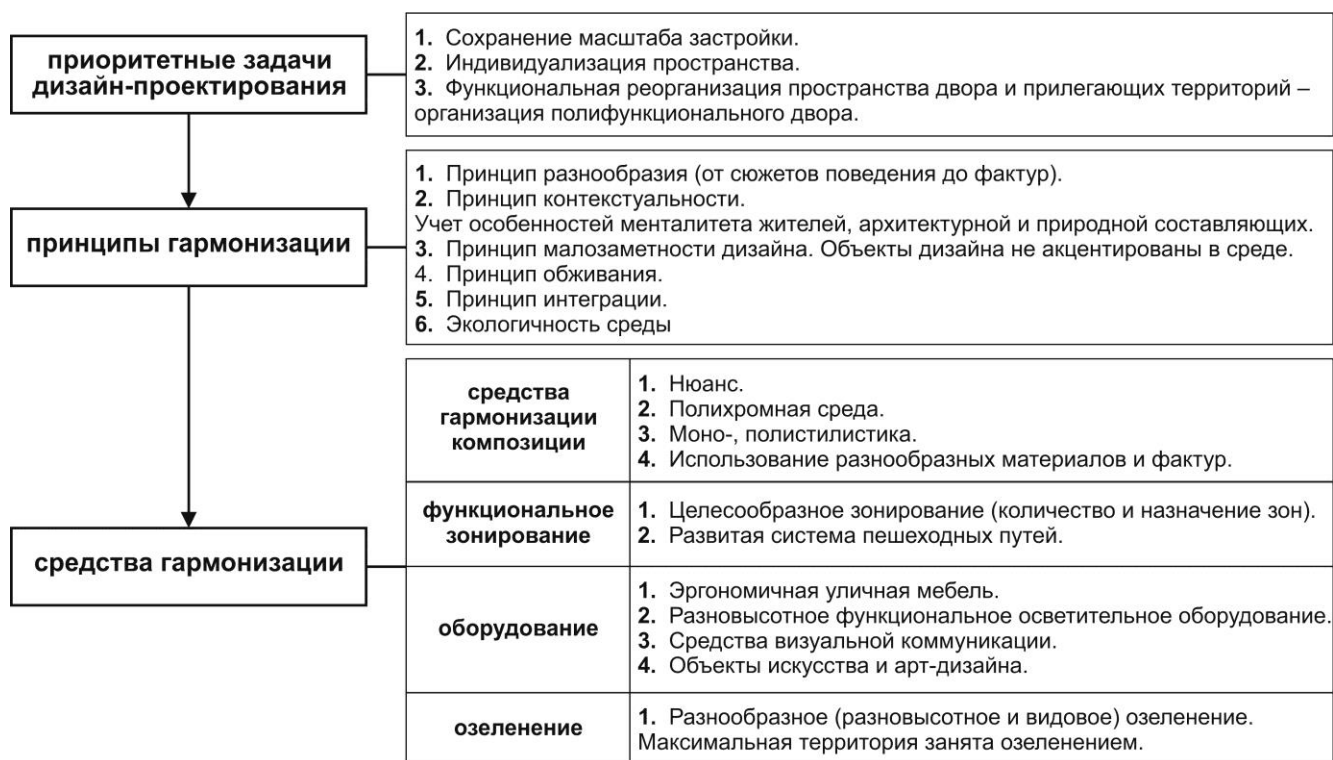 приоритетные задачи
дизайн-проектирования
1. Сохранение масштаба застройки.
2. Индивидуализация пространства.
3. Функциональная реорганизация пространства двора и прилегающих территорий –
организация полифункционального двора.
принципы гармонизации
1. Принцип разнообразия (от сюжетов поведения до фактур).
2. Принцип контекстуальности.
Учет особенностей менталитета жителей, архитектурной и природной составляющих.
3. Принцип малозаметности дизайна. Объекты дизайна не акцентированы в среде.
4. Принцип обживания.
5. Принцип интеграции.
6. Экологичность среды
средства гармонизации
средства
гармонизации
композиции
1. Нюанс.
2. Полихромная среда.
3. Моно-, полистилистика.
4. Использование разнообразных материалов и фактур.
функциональное
зонирование
1. Целесообразное зонирование (количество и назначение зон).
2. Развитая система пешеходных путей.
оборудование
1. Эргономичная уличная мебель.
2. Разновысотное функциональное осветительное оборудование.
3. Средства визуальной коммуникации.
4. Объекты искусства и арт-дизайна.
озеленение
1. Разнообразное (разновысотное и видовое) озеленение.
Максимальная территория занята озеленением.